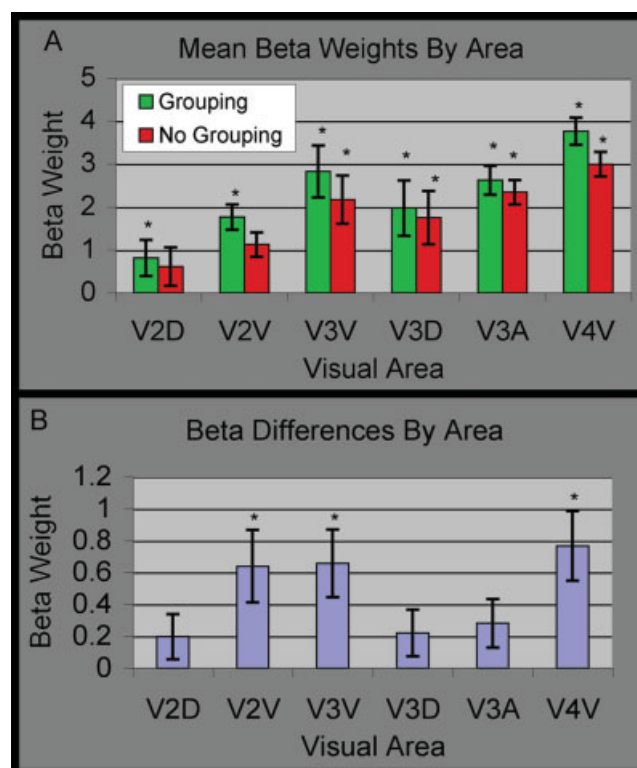 A
Mean Beta Weights By Area
Beta Weight
5
4
3
2
1
0
Grouping
No Grouping
* * * * * * * * * *
V2D V2V V3V V3D V3A V4V
Visual Area
B
Beta Differences By Area
Beta Weight
1.2
1
0.8
0.6
0.4
0.2
0
* * *
V2D V2V V3V V3D V3A V4V
Visual Area